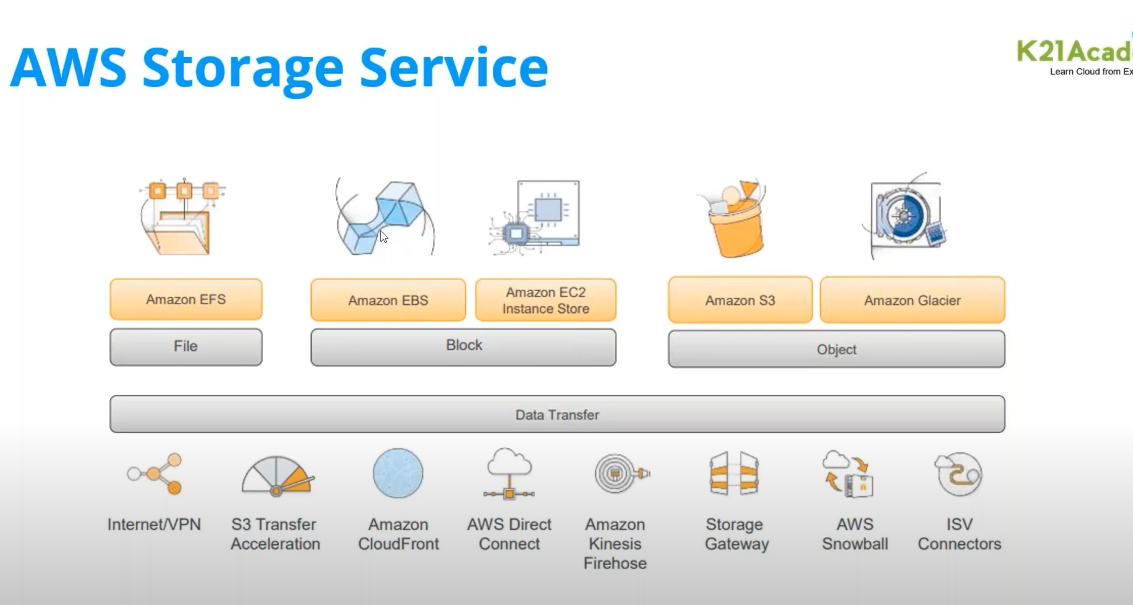 AWS Storage Service
K21Acad
Learn Cloud from Ex
Amazon EFS
Amazon EBS
Amazon EC2
Instance Store
Amazon S3
Amazon Glacier
File
Block
Object
Data Transfer
Internet/VPN
S3 Transfer
Acceleration
Amazon
CloudFront
AWS Direct
Connect
Amazon
Kinesis
Firehose
Storage
Gateway
AWS
Snowball
ISV
Connectors